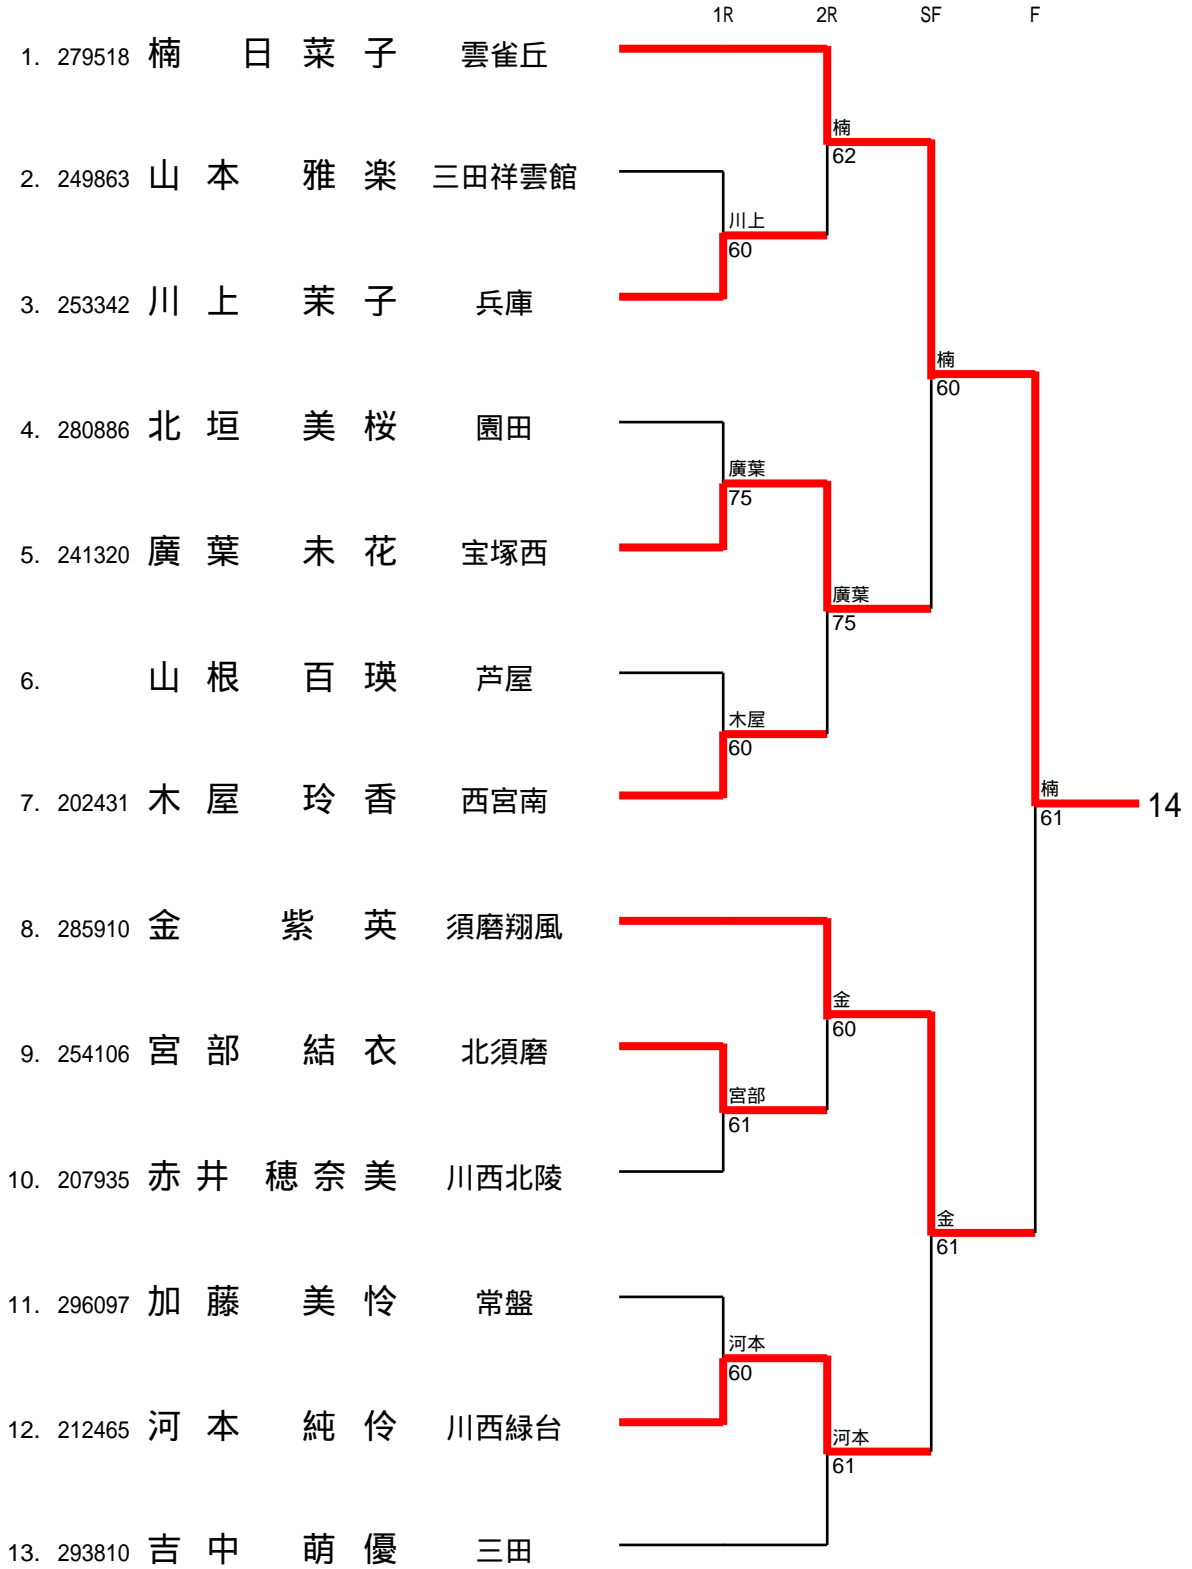 1R 2R SF F
1. 279518 楠 日菜子 雲雀丘
楠
62
2. 249863 山本 雅楽 三田祥雲館
川上
60
3. 253342 川上 茉子 兵庫
楠
60
4. 280886 北垣 美桜 園田
廣葉
75
5. 241320 廣葉 未花 宝塚西
廣葉
75
6. 山根 百瑛 芦屋
木屋
60
7. 202431 木屋 玲香 西宮南
楠
61
14
8. 285910 金 紫英 須磨翔風
金
60
9. 254106 宮部 結衣 北須磨
宮部
61
10. 207935 赤井 穂奈美 川西北陵
金
61
11. 296097 加藤 美怜 常盤
河本
60
12. 212465 河本 純伶 川西緑台
河本
61
13. 293810 吉中 萌優 三田